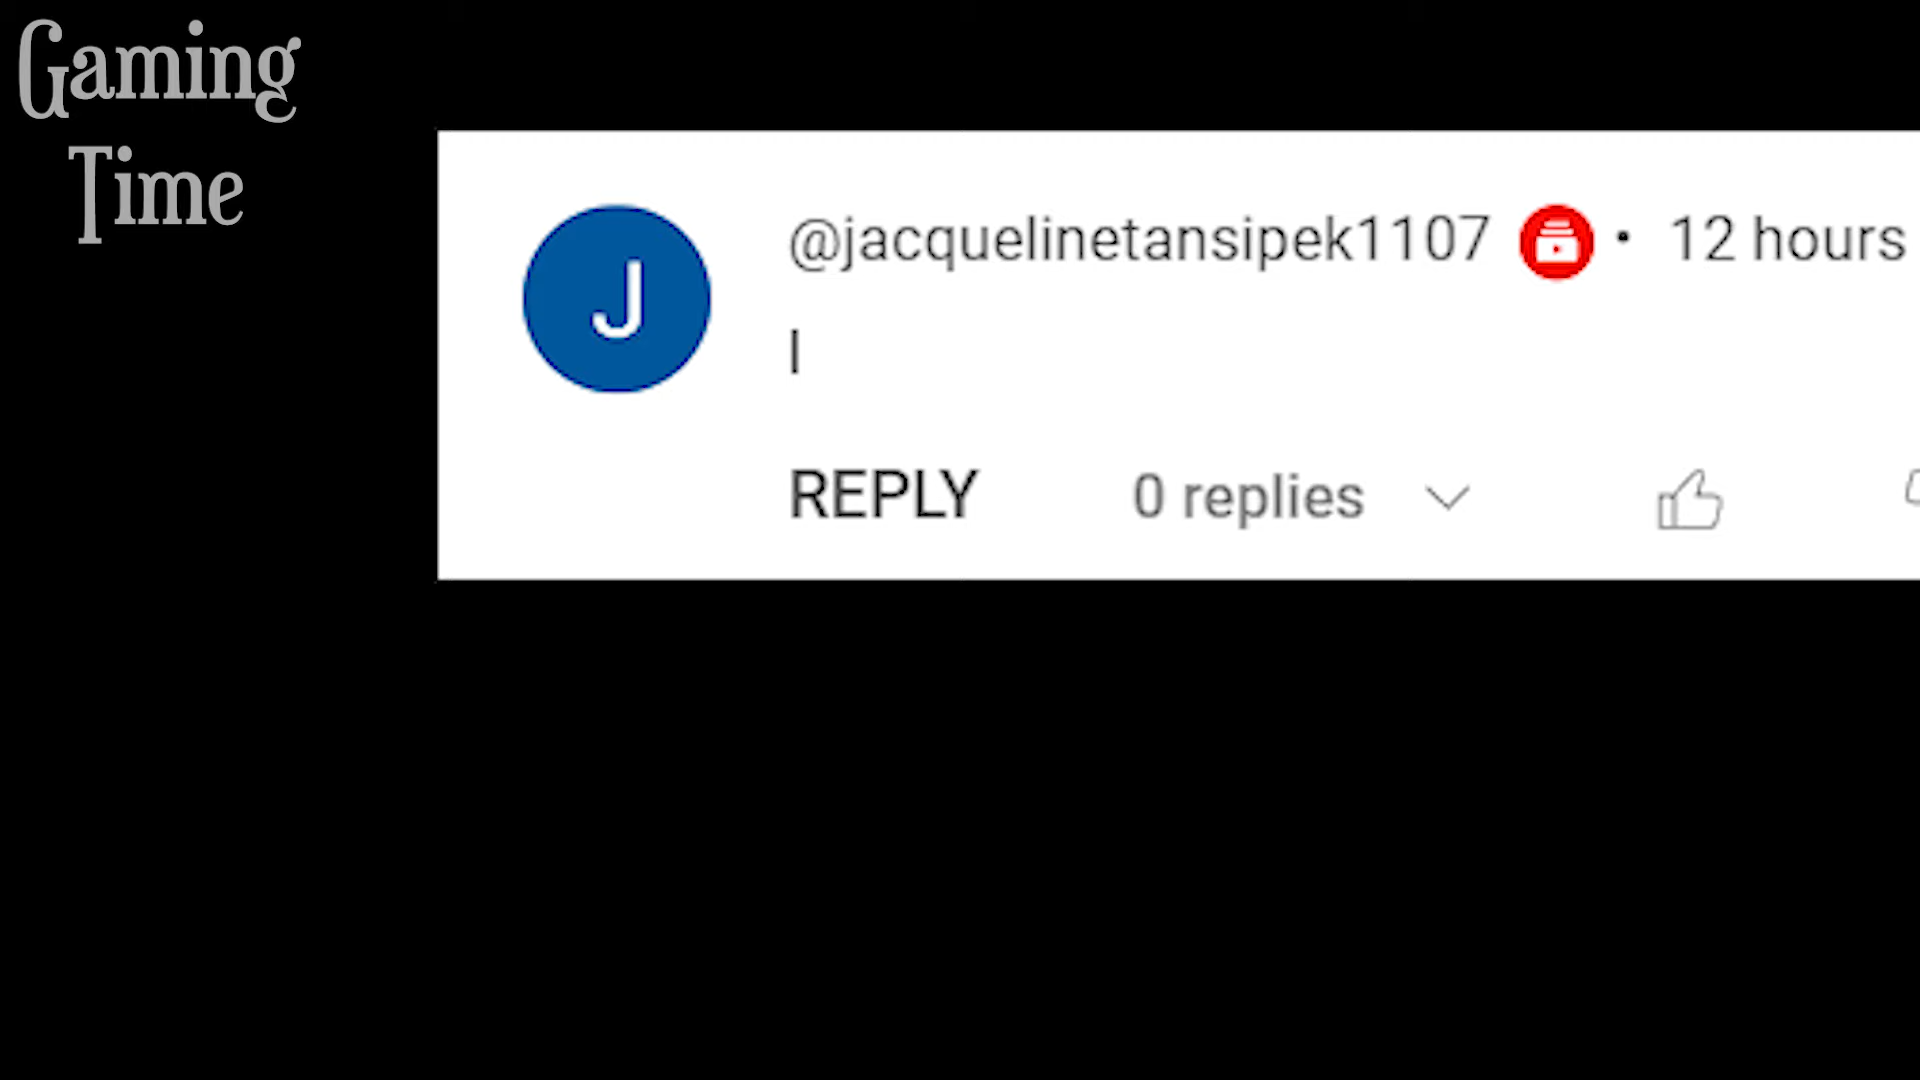 Gaming
Time
@jacquelinetansipek1107 • 12 hours
J
I
REPLY 0 replies